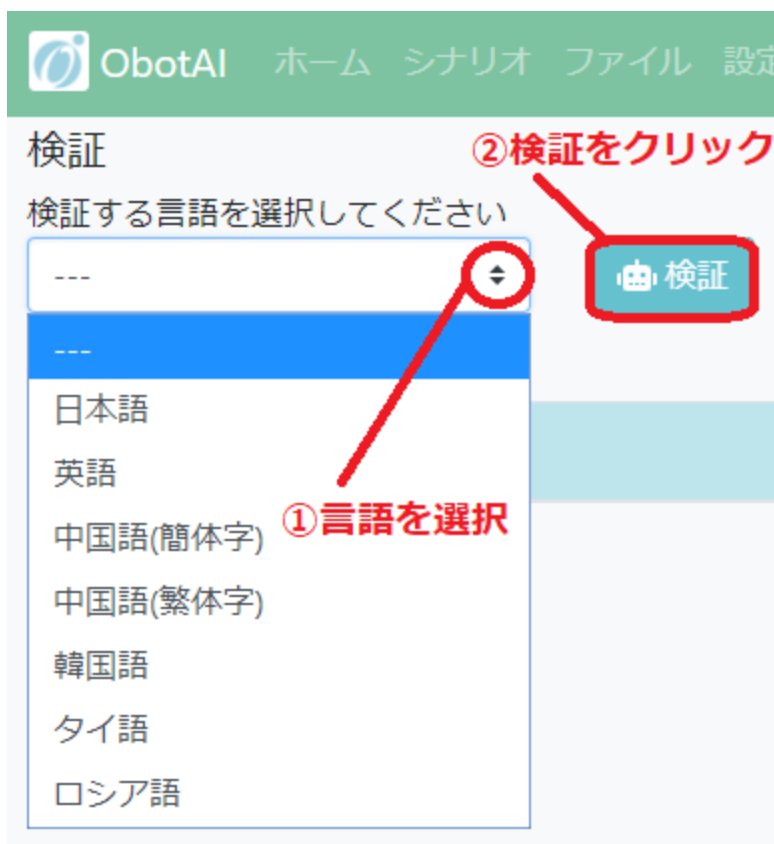 ObotAI ホーム シナリオ ファイル 設定
検証
②検証をクリック
検証する言語を選択してください
---
検証
---
日本語
英語
①言語を選択
中国語(簡体字)
中国語(繁体字)
韓国語
タイ語
ロシア語